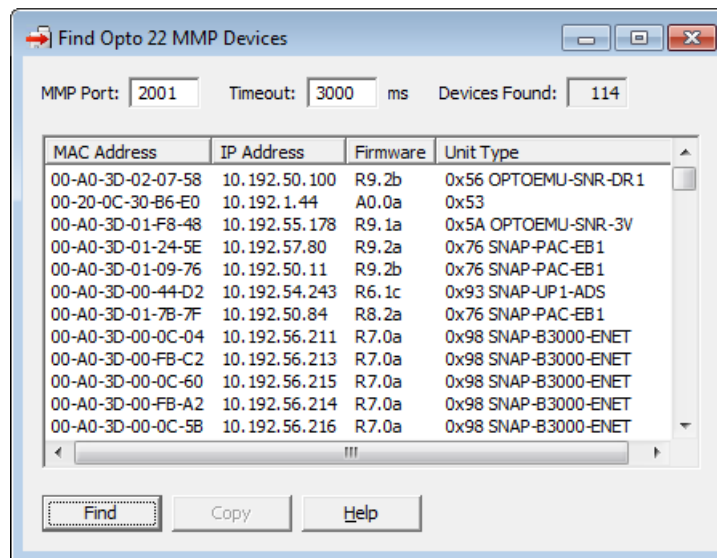 Find Opto 22 MMP Devices
MMP Port: 2001 Timeout: 3000 ms Devices Found: 114
MAC Address IP Address Firmware Unit Type
00-A0-3D-02-07-58 10.192.50.100 R9.2b 0x56 OPTOEMU-SNR-DR1
00-20-0C-30-B6-E0 10.192.1.44 A0.0a 0x53
00-A0-3D-01-F8-48 10.192.55.178 R9.1a 0x5A OPTOEMU-SNR-3V
00-A0-3D-01-24-5E 10.192.57.80 R9.2a 0x76 SNAP-PAC-EB1
00-A0-3D-01-09-76 10.192.50.11 R9.2b 0x76 SNAP-PAC-EB1
00-A0-3D-00-44-D2 10.192.54.243 R6.1c 0x93 SNAP-UP1-ADS
00-A0-3D-01-7B-7F 10.192.50.84 R8.2a 0x76 SNAP-PAC-EB1
00-A0-3D-00-0C-04 10.192.56.211 R7.0a 0x98 SNAP-B3000-ENET
00-A0-3D-00-FB-C2 10.192.56.213 R7.0a 0x98 SNAP-B3000-ENET
00-A0-3D-00-0C-60 10.192.56.215 R7.0a 0x98 SNAP-B3000-ENET
00-A0-3D-00-FB-A2 10.192.56.214 R7.0a 0x98 SNAP-B3000-ENET
00-A0-3D-00-0C-5B 10.192.56.216 R7.0a 0x98 SNAP-B3000-ENET
Find Copy Help